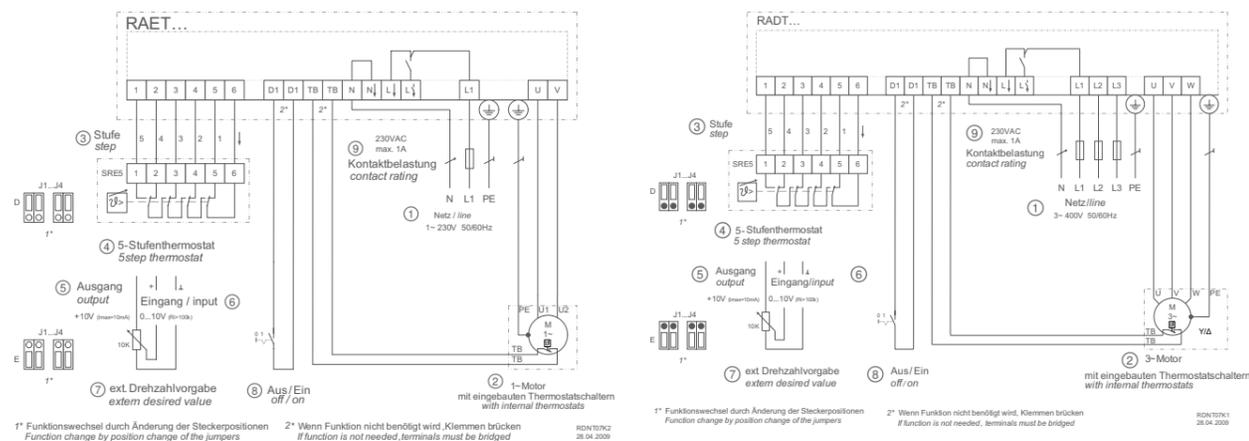 RAET...
1 2 3 4 5 6 D1 D1 TB TB N N L L L1 U V
2* 2*
5 4 3 2 1
3 Stufe
step
SRE5 1 2 3 4 5 6
9 230VAC
max. 1A
Kontaktbelastung
contact rating
J1...J4
D
1*
N L1 PE
1 Netz / line
1~ 230V 50/60Hz
4 5-Stufenthermostat
5step thermostat
5 Ausgang
output
+ ⊥
Eingang / input 6
+10V (Imax=10mA) 0...10V (Ri>100k)
10K
J1...J4
E
1*
0 1
PE U1 U2
M
1~
TB
TB
7 ext. Drehzahlvorgabe
extern desired value
8 Aus / Ein
off / on
2 1~Motor
mit eingebauten Thermostatschaltern
with internal thermostats
1* Funktionswechsel durch Änderung der Steckerpositionen
Function change by position change of the jumpers
2* Wenn Funktion nicht benötigt wird, Klemmen brücken
If function is not needed, terminals must be bridged
RDNT07K2
28.04.2009
RADT...
1 2 3 4 5 6 D1 D1 TB TB N N L L L1 L2 L3 U V W
2* 2*
5 4 3 2 1
3 Stufe
step
SRE5 1 2 3 4 5 6
9 230VAC
max. 1A
Kontaktbelastung
contact rating
J1...J4
D
1*
N L1 L2 L3 PE
1 Netz/line
3~ 400V 50/60Hz
4 5-Stufenthermostat
5 step thermostat
5 Ausgang
output
+ ⊥
Eingang/input 6
+10V (Imax=10mA) 0...10V (Ri>100k)
10K
J1...J4
E
1*
0 1
U V W PE
M
3~
Y/Δ
TB
TB
7 ext. Drehzahlvorgabe
extern desired value
8 Aus/Ein
off/on
2 3~Motor
mit eingebauten Thermostatschaltern
with internal thermostats
1* Funktionswechsel durch Änderung der Steckerpositionen
Function change by position change of the jumpers
2* Wenn Funktion nicht benötigt wird, Klemmen brücken
If function is not needed, terminals must be bridged
RDNT07K1
28.04.2009